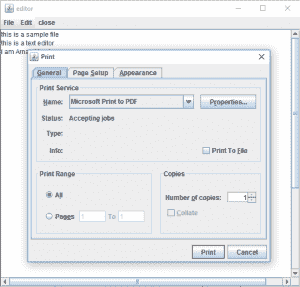 editor
File Edit close
this is a sample file
this is a text editor
I am Ama
Print
General Page Setup Appearance
Print Service
Name: Microsoft Print to PDF Properties...
Status: Accepting jobs
Type:
Info: Print To File
Print Range
All
Pages 1 To 1
Copies
Number of copies: 1
Collate
Print Cancel